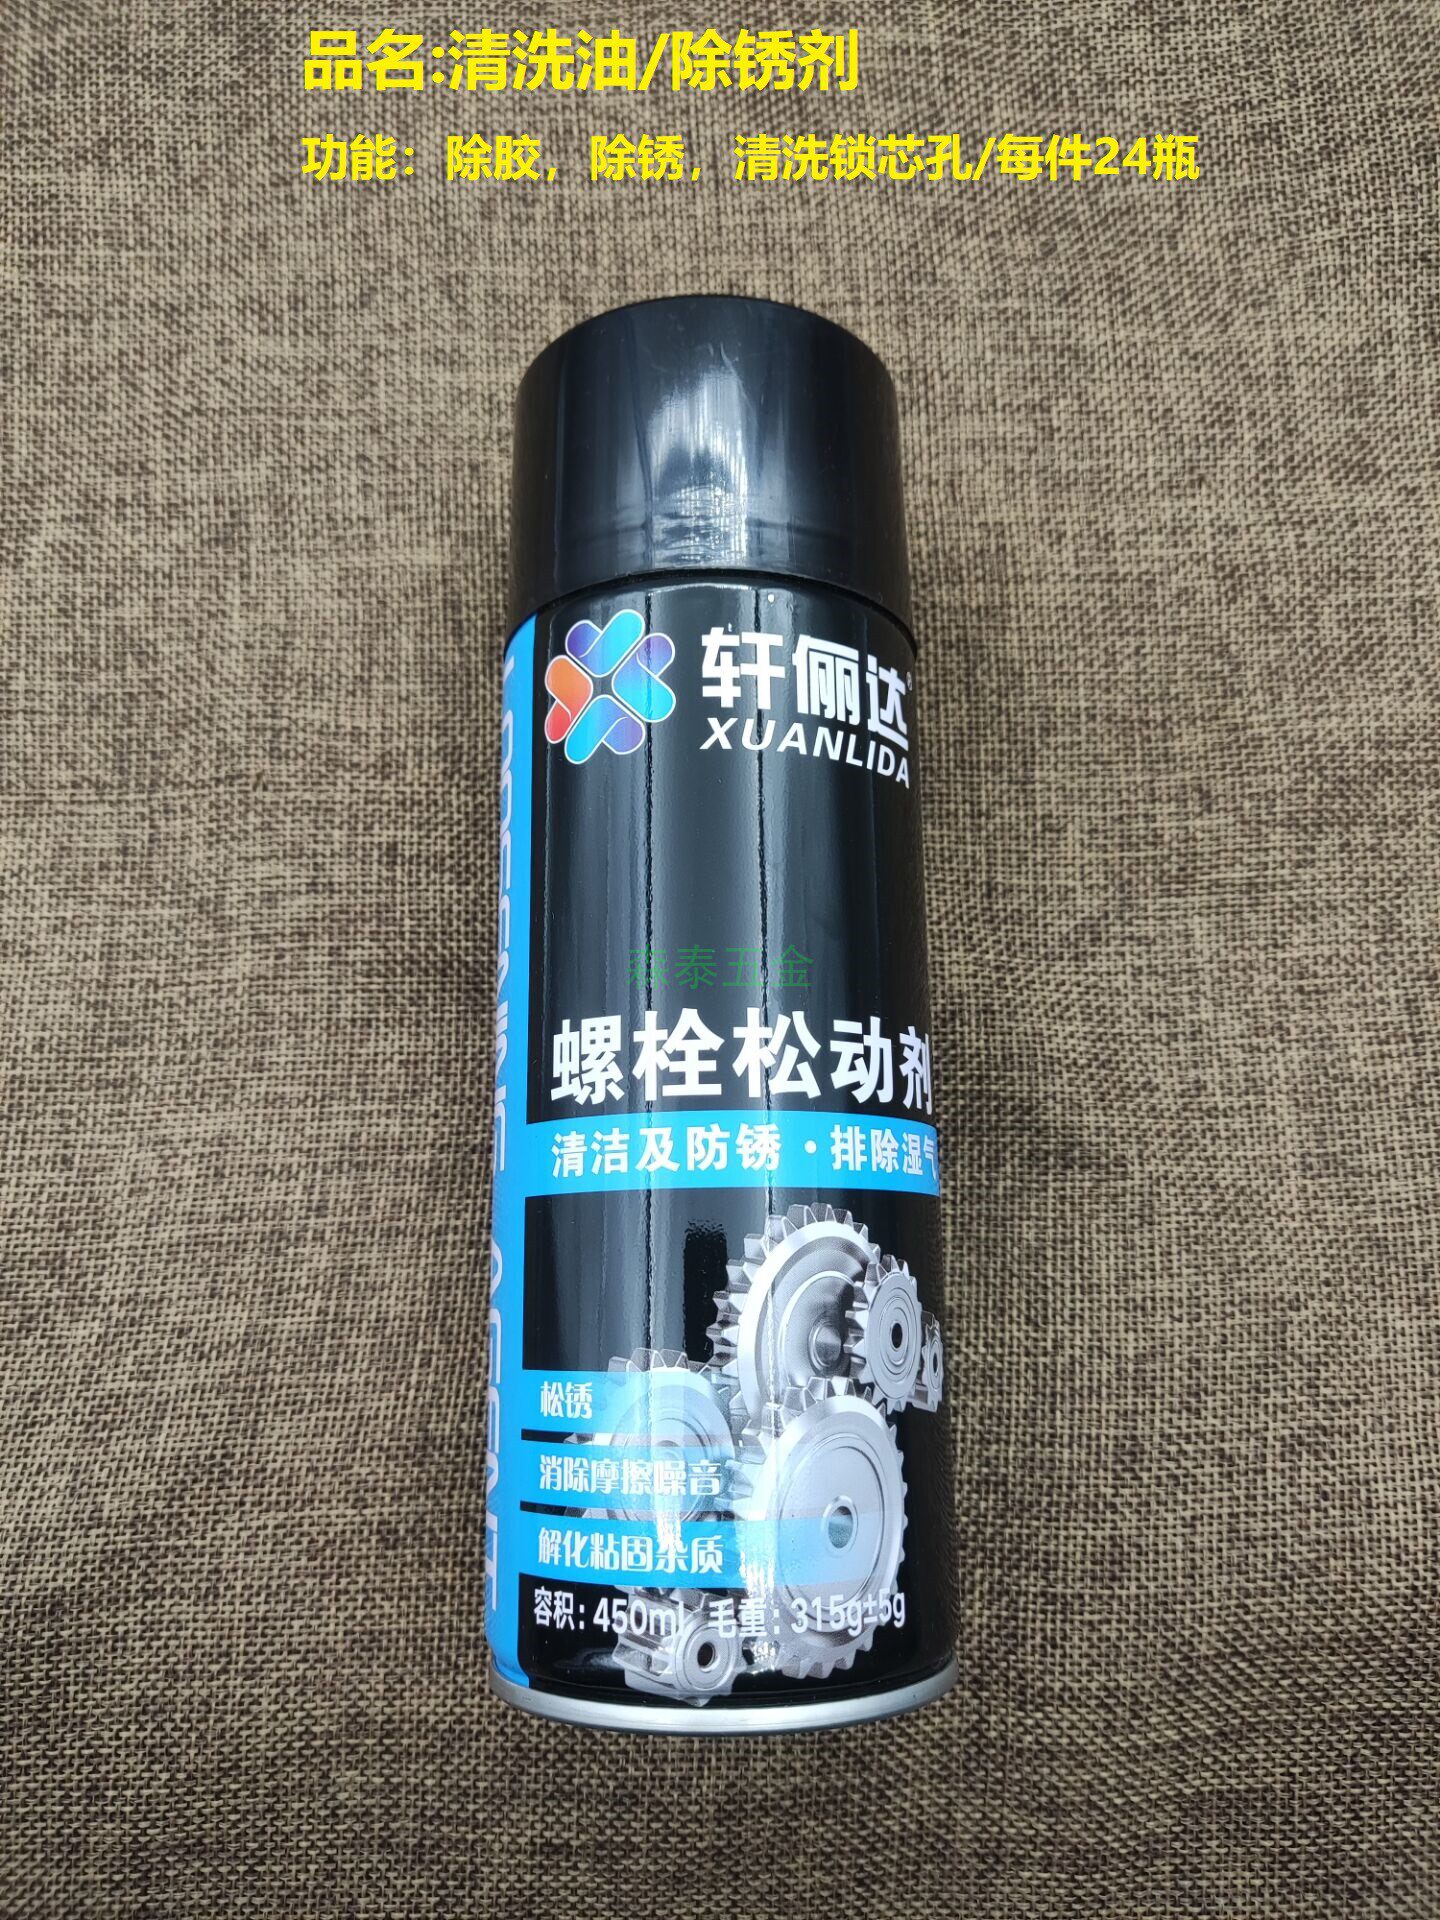 品名:清洗油/除锈剂
功能：除胶，除锈，清洗锁芯孔/每件24瓶
轩俪达®
XUANLIDA
LOOSENING AGENT
森泰五金
螺栓松动剂
清洁及防锈·排除湿气
松锈
消除摩擦噪音
解化粘固杂质
容积:450ml 毛重:315g±5g